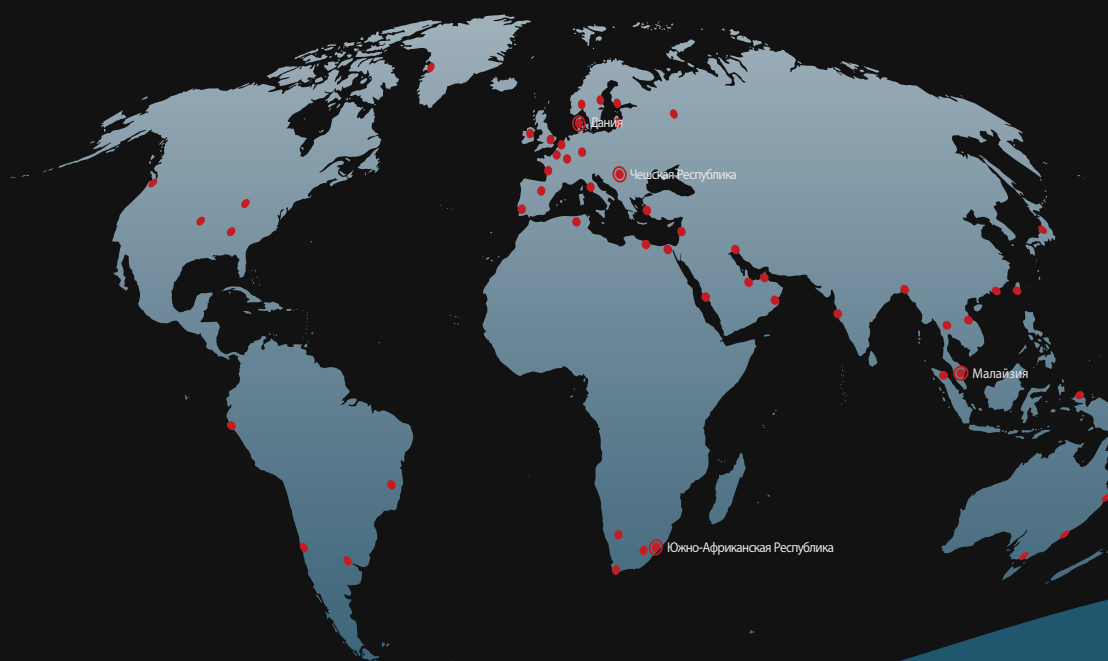 Дания
Чешская Республика
Малайзия
Южно-Африканская Республика